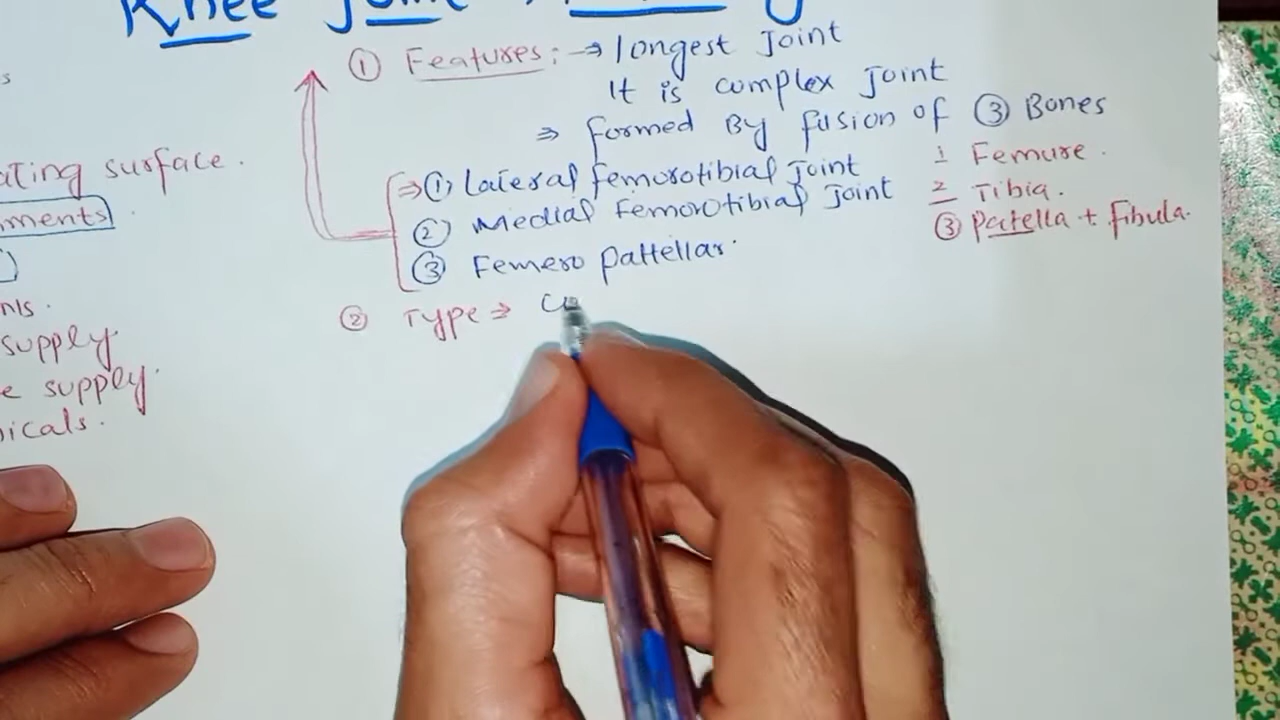 Knee Joint
① Features: → longest Joint
It is complex Joint
⇒ formed By fusion of ③ Bones
ating surface.
1 Femure.
⇒ ① Lateral femorotibial Joint
2 Tibia.
ments
② Medial Femorotibial Joint
③ Patella + Fibula.
③ Femero pattellar.
nts.
② Type ⇒
supply
e supply.
icals.